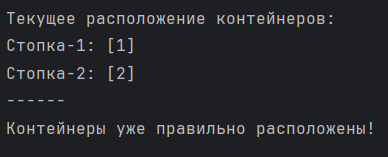 Текущее расположение контейнеров:
Стопка-1: [1]
Стопка-2: [2]
------
Контейнеры уже правильно расположены!